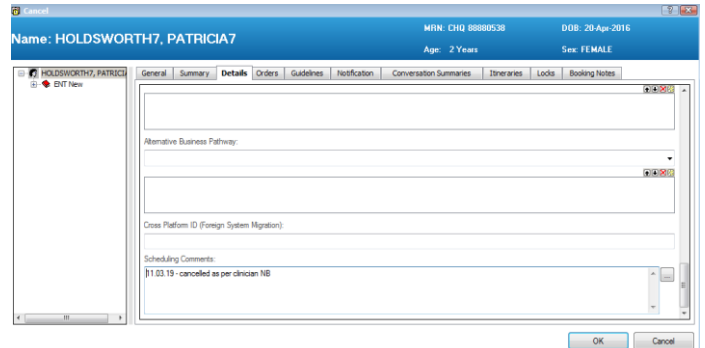 Cancel
MRN: CHQ 88880538 DOB: 20-Apr-2016
Name: HOLDSWORTH7, PATRICIA7
Age: 2 Years Sex: FEMALE
HOLDSWORTH7, PATRICIA
ENT New
General Summary Details Orders Guidelines Notification Conversation Summaries Itineraries Locks Booking Notes
Alternative Business Pathway:
Cross Platform ID (Foreign System Migration):
Scheduling Comments:
11.03.19 - cancelled as per clinician NB
...
OK Cancel